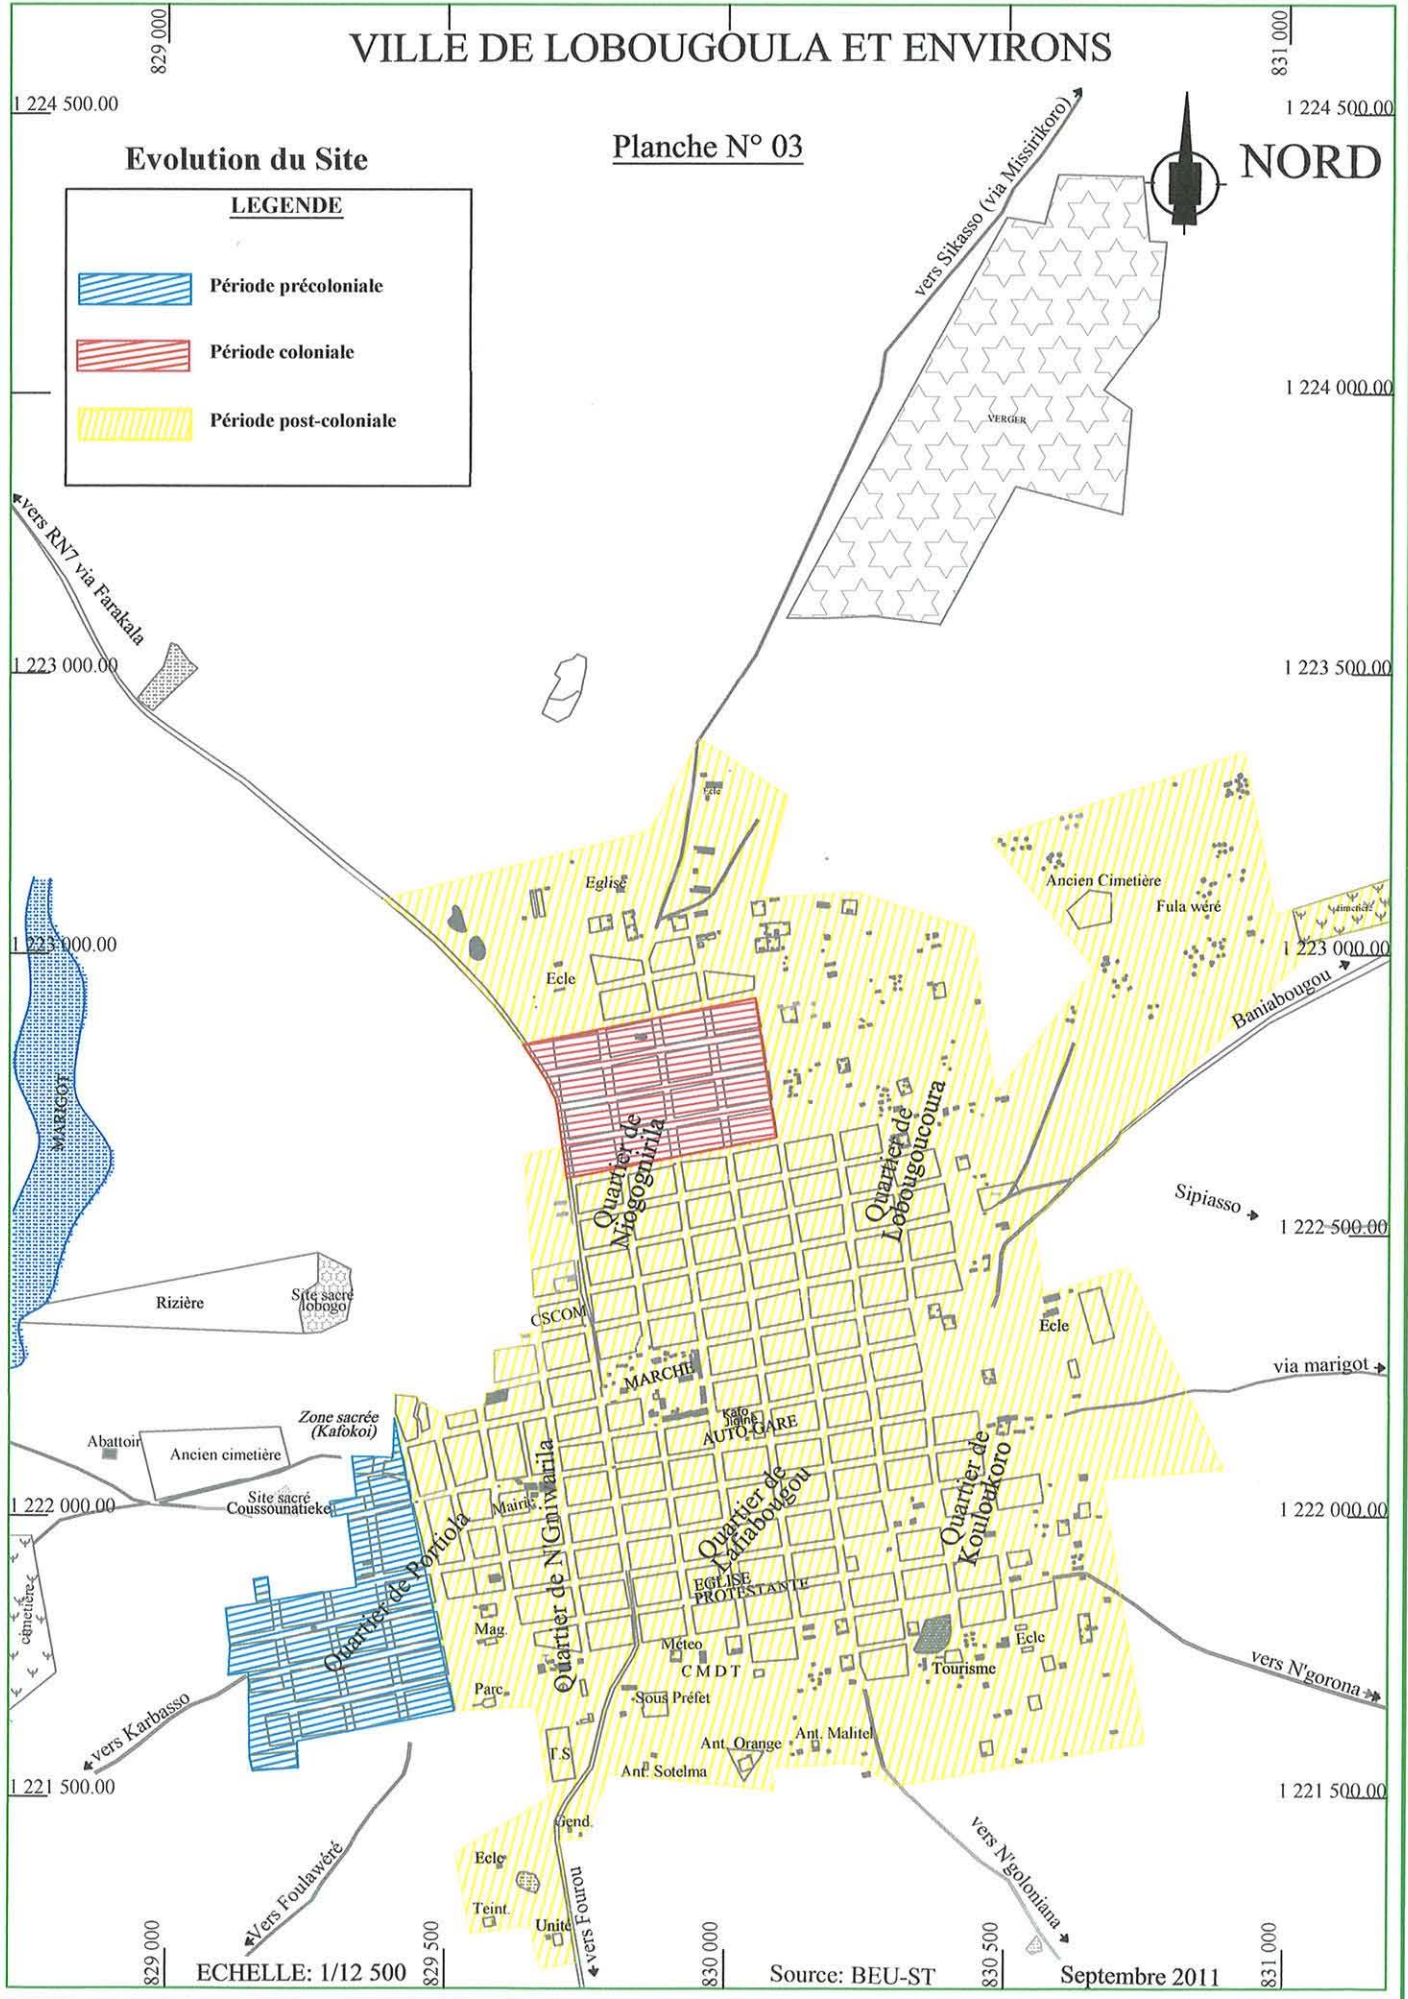 829 000
831 000
VILLE DE LOBOUGOULA ET ENVIRONS
1 224 500.00
1 224 500.00
Planche N° 03
NORD
Evolution du Site
LEGENDE
Période précoloniale
Période coloniale
Période post-coloniale
vers Sikasso (via Missirikoro)
1 224 000.00
VERGER
vers RN7 via Farakala
1 223 000.00
1 223 500.00
Ecle
Eglise
Ancien Cimetière
Fula wéré
cimetière
1 223 000.00
1 223 000.00
Ecle
Baniabougou
MARIGOT
Quartier de
Niogognirila
Quartier de
Lobougoucoura
Sipiasso
1 222 500.00
Rizière
Site sacré
lobogo
CSCOM
Ecle
MARCHE
via marigot
Kafo
Jiginè
AUTO-GARE
Zone sacrée
(Kafokoi)
Abattoir
Ancien cimetière
Site sacré
Coussounatieke
1 222 000.00
1 222 000.00
Mairie
Quartier de Portiola
Quartier de N'Gniwarila
Quartier de
Lafiabougou
Quartier de
Kouloukoro
EGLISE
PROTESTANTE
cimetière
Mag.
Méteo
Ecle
C M D T
Tourisme
vers N'gorona
Parc
Sous Préfet
vers Karbasso
T.S
Ant. Orange
Ant. Malitel
Ant. Sotelma
1 221 500.00
1 221 500.00
Gend.
vers N'goloniana
Vers Foulawéré
Ecle
Teint.
Unité
vers Fourou
829 000
829 500
830 000
830 500
831 000
ECHELLE: 1/12 500
Source: BEU-ST
Septembre 2011